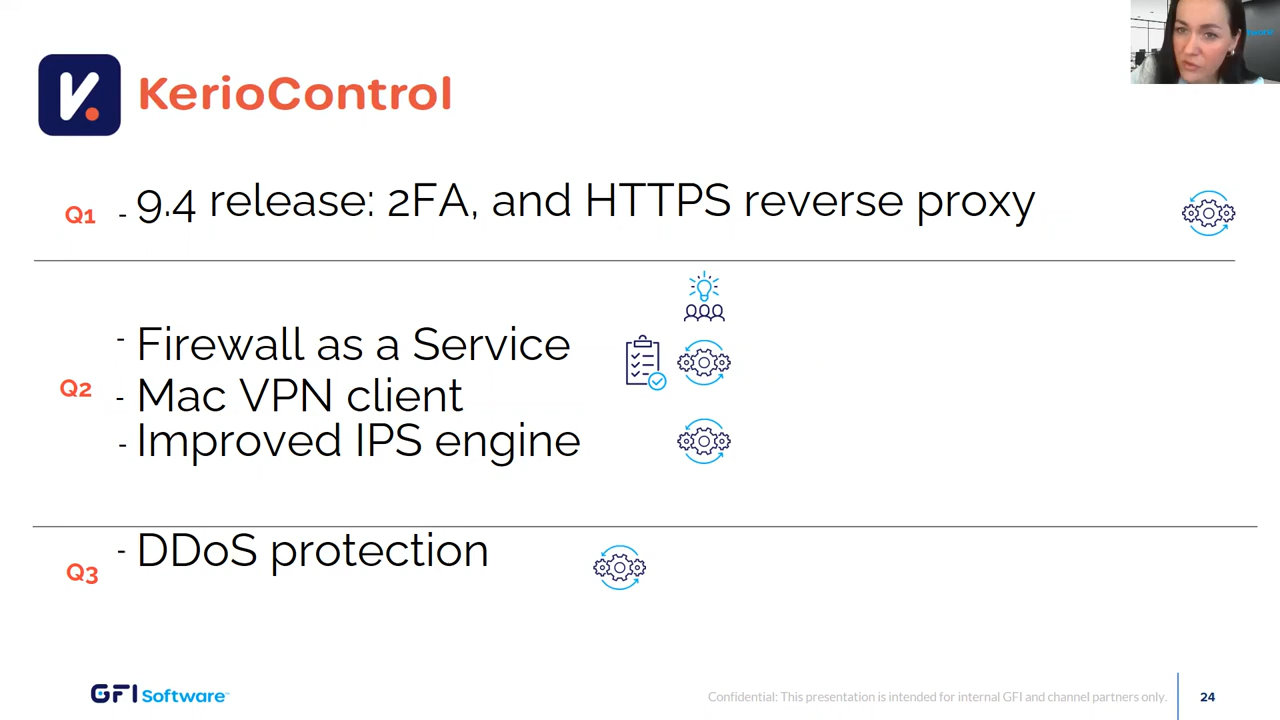 KerioControl
Q1
- 9.4 release: 2FA, and HTTPS reverse proxy
Q2
- Firewall as a Service
- Mac VPN client
- Improved IPS engine
Q3
- DDoS protection
GFI Software™
Confidential: This presentation is intended for internal GFI and channel partners only.
24